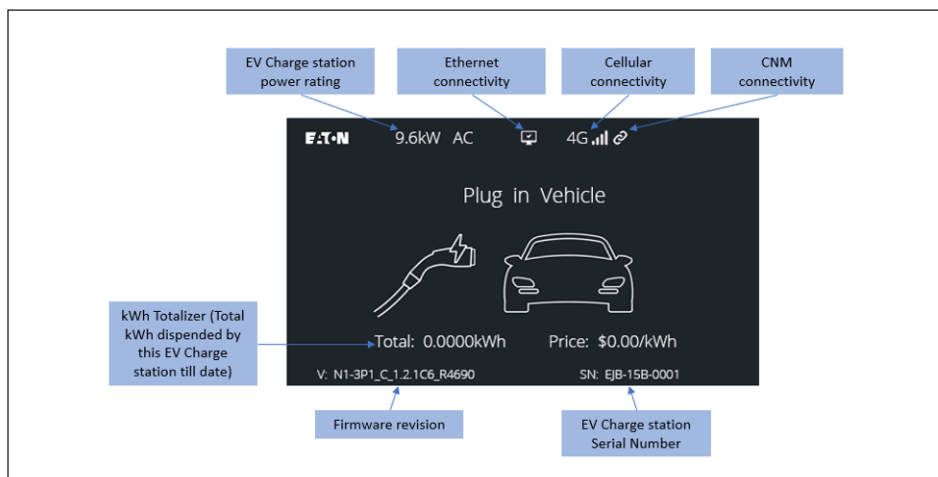 EV Charge station
power rating
Ethernet
connectivity
Cellular
connectivity
CNM
connectivity
EATON 9.6kW AC 4G
Plug in Vehicle
kWh Totalizer (Total
kWh dispended by
this EV Charge
station till date)
Total: 0.0000kWh Price: $0.00/kWh
V: N1-3P1_C_1.2.1C6_R4690 SN: EJB-15B-0001
Firmware revision
EV Charge station
Serial Number